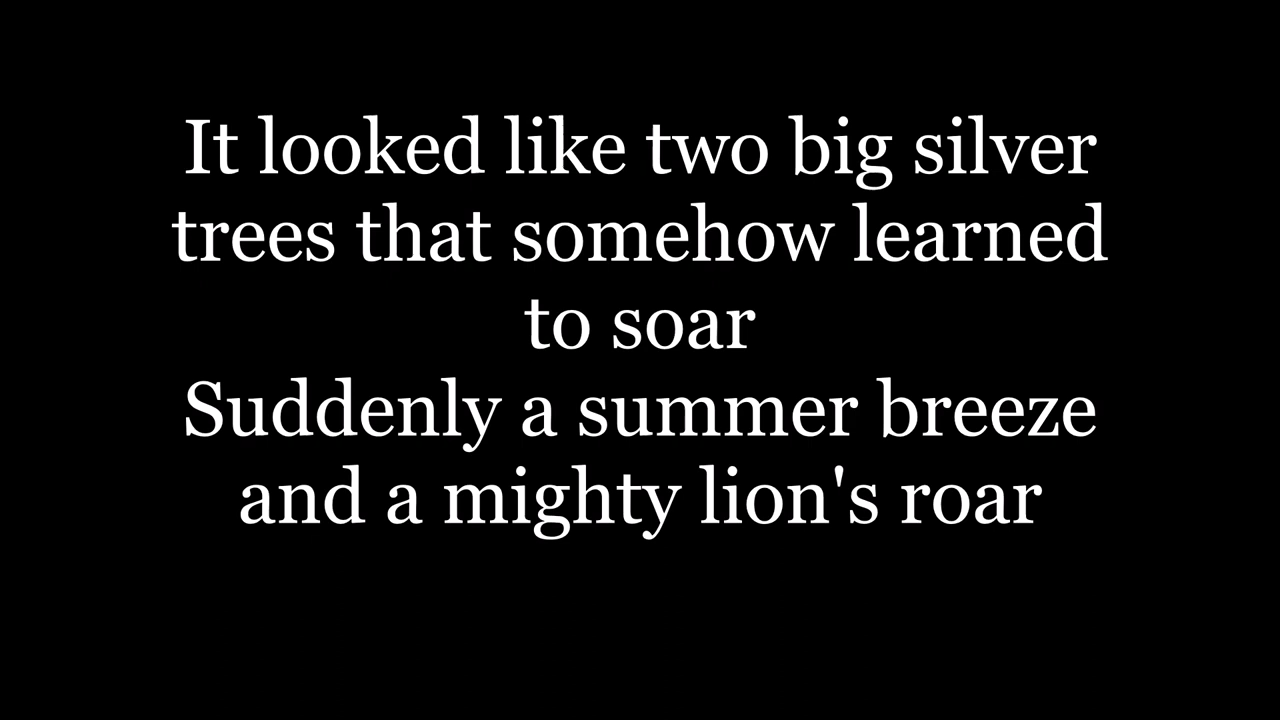 It looked like two big silver
trees that somehow learned
to soar
Suddenly a summer breeze
and a mighty lion's roar